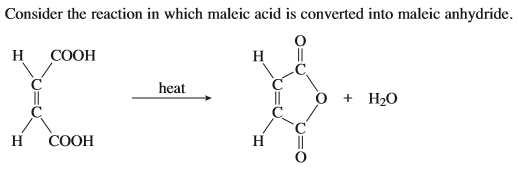 Consider the reaction in which maleic acid is converted into maleic anhydride.
H COOH
C
C
H COOH
heat
O
H C
C
O + H₂O
C
H C
O